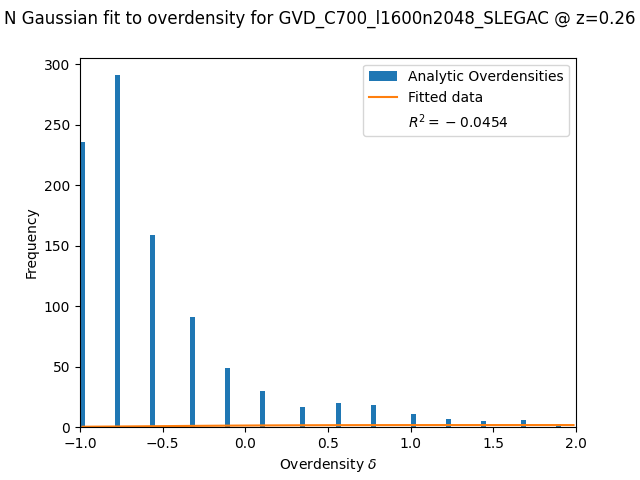 N Gaussian fit to overdensity for GVD_C700_l1600n2048_SLEGAC @ z=0.26
300
250
200
150
100
50
0
Frequency
Analytic Overdensities
Fitted data
R² = − 0.0454
−1.0 −0.5 0.0 0.5 1.0 1.5 2.0
Overdensity δ